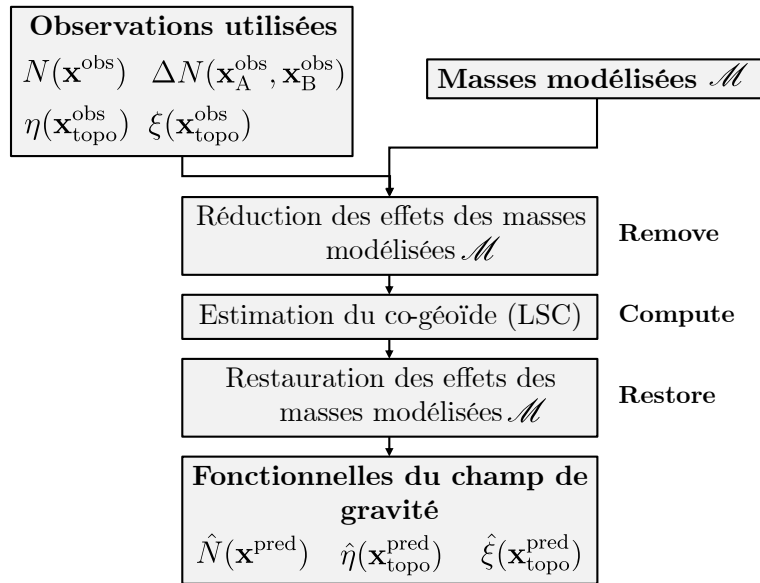 Observations utilisées
N(x^obs) ΔN(x_A^obs, x_B^obs)
η(x_topo^obs) ξ(x_topo^obs)
Masses modélisées ℳ
Réduction des effets des masses
modélisées ℳ
Remove
Estimation du co-géoïde (LSC)
Compute
Restauration des effets des
masses modélisées ℳ
Restore
Fonctionnelles du champ de
gravité
N̂(x^pred) η̂(x_topo^pred) ξ̂(x_topo^pred)